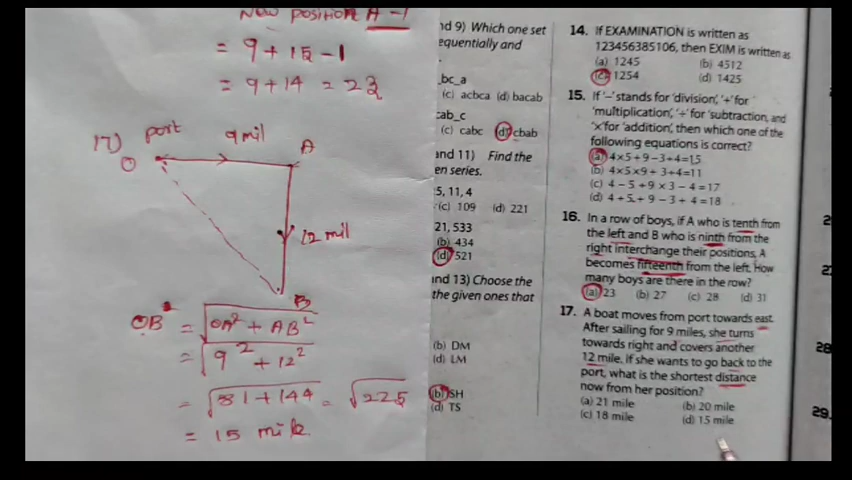 New position A - 1
= 9 + 15 - 1
= 9 + 14 = 23
17) port 9 mil A
O
12 mil
B
OB = √OA² + AB²
= √9² + 12²
= √81 + 144 = √225
= 15 mile
nd 9) Which one set
equentially and
_bc_a
(c) acbca (d) bacab
cab_c
(c) cabc (d) cbab
and 11) Find the
en series.
5, 11, 4
(c) 109 (d) 221
21, 533
(b) 434
(d) 521
and 13) Choose the
the given ones that
(b) DM
(d) LM
(b) SH
(d) TS
14. If EXAMINATION is written as
123456385106, then EXIM is written as
(a) 1245 (b) 4512
(c) 1254 (d) 1425
15. If '–' stands for 'division', '+' for
'multiplication', '÷' for 'subtraction, and
'×' for 'addition', then which one of the
following equations is correct?
(a) 4×5+9–3+4=15
(b) 4×5×9+3+4=11
(c) 4–5÷9×3–4=17
(d) 4÷5+9–3+4=18
16. In a row of boys, if A who is tenth from
the left and B who is ninth from the
right interchange their positions, A
becomes fifteenth from the left. How
many boys are there in the row?
(a) 23 (b) 27 (c) 28 (d) 31
17. A boat moves from port towards east.
After sailing for 9 miles, she turns
towards right and covers another
12 mile. If she wants to go back to the
port, what is the shortest distance
now from her position?
(a) 21 mile (b) 20 mile
(c) 18 mile (d) 15 mile
28
29.